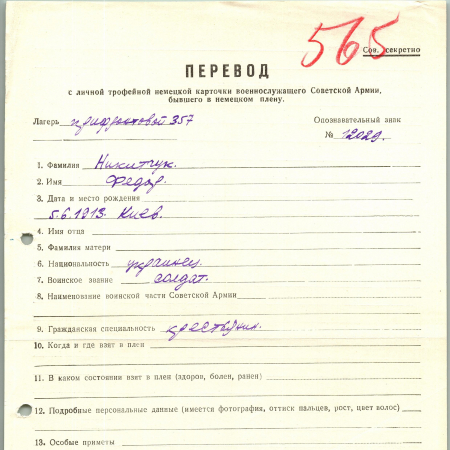 565
Сов. секретно
ПЕРЕВОД
с личной трофейной немецкой карточки военнослужащего Советской Армии,
бывшего в немецком плену.
Лагерь прифронтовой 357 Опознавательный знак
№ 12029.
1. Фамилия Никитчук.
2. Имя Федор.
3. Дата и место рождения
5.6.1913. Киев.
4. Имя отца
5. Фамилия матери
6. Национальность украинец.
7. Воинское звание солдат.
8. Наименование воинской части Советской Армии
9. Гражданская специальность крестьянин.
10. Когда и где взят в плен
11. В каком состоянии взят в плен (здоров, болен, ранен)
12. Подробные персональные данные (имеется фотография, оттиск пальцев, рост, цвет волос)
13. Особые приметы